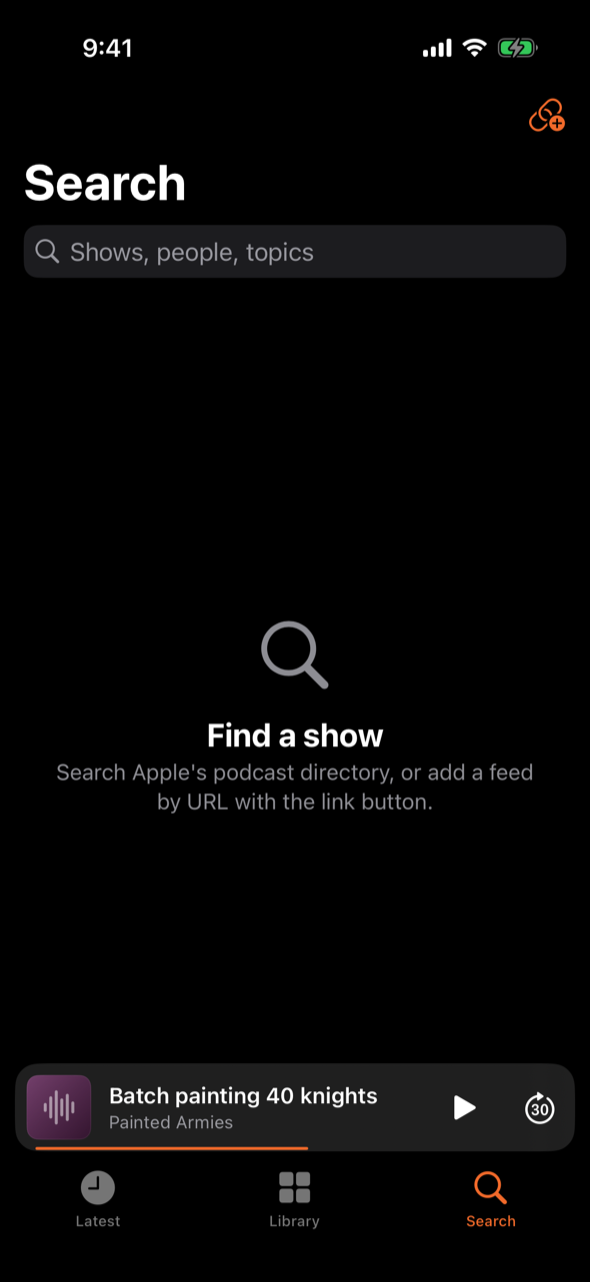 9:41
Search
Shows, people, topics
Find a show
Search Apple's podcast directory, or add a feed
by URL with the link button.
Batch painting 40 knights
Painted Armies
30
Latest
Library
Search